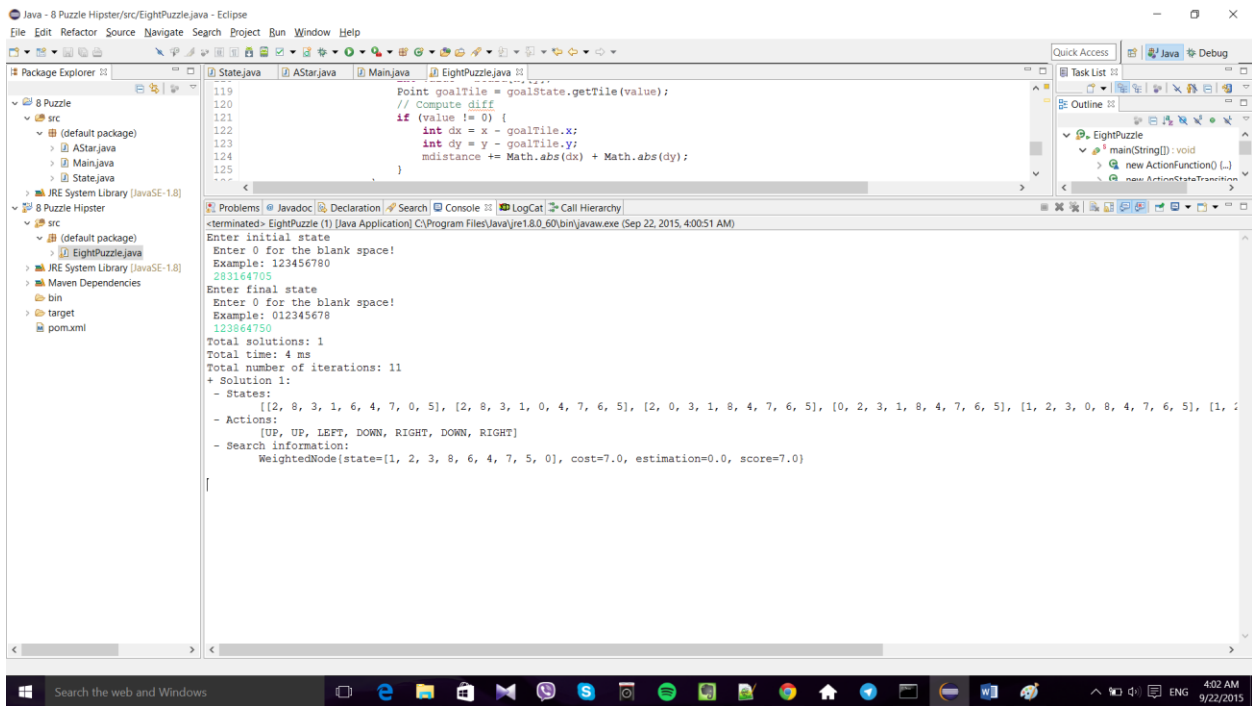 Java - 8 Puzzle Hipster/src/EightPuzzle.java - Eclipse
File Edit Refactor Source Navigate Search Project Run Window Help
Quick Access Java Debug
Package Explorer
8 Puzzle
src
(default package)
AStar.java
Main.java
State.java
JRE System Library [JavaSE-1.8]
8 Puzzle Hipster
src
(default package)
EightPuzzle.java
JRE System Library [JavaSE-1.8]
Maven Dependencies
bin
target
pom.xml
State.java AStar.java Main.java EightPuzzle.java
119 Point goalTile = goalState.getTile(value);
120 // Compute diff
121 if (value != 0) {
122 int dx = x - goalTile.x;
123 int dy = y - goalTile.y;
124 mdistance += Math.abs(dx) + Math.abs(dy);
125 }
Task List
Outline
EightPuzzle
main(String[]) : void
new ActionFunction() {...}
new ActionStateTransition
Problems Javadoc Declaration Search Console LogCat Call Hierarchy
<terminated> EightPuzzle (1) [Java Application] C:\Program Files\Java\jre1.8.0_60\bin\javaw.exe (Sep 22, 2015, 4:00:51 AM)
Enter initial state
Enter 0 for the blank space!
Example: 123456780
283164705
Enter final state
Enter 0 for the blank space!
Example: 012345678
123864750
Total solutions: 1
Total time: 4 ms
Total number of iterations: 11
+ Solution 1:
- States:
[[2, 8, 3, 1, 6, 4, 7, 0, 5], [2, 8, 3, 1, 0, 4, 7, 6, 5], [2, 0, 3, 1, 8, 4, 7, 6, 5], [0, 2, 3, 1, 8, 4, 7, 6, 5], [1, 2, 3, 0, 8, 4, 7, 6, 5], [1, 2
- Actions:
[UP, UP, LEFT, DOWN, RIGHT, DOWN, RIGHT]
- Search information:
WeightedNode{state=[1, 2, 3, 8, 6, 4, 7, 5, 0], cost=7.0, estimation=0.0, score=7.0}
Search the web and Windows
ENG
4:02 AM
9/22/2015